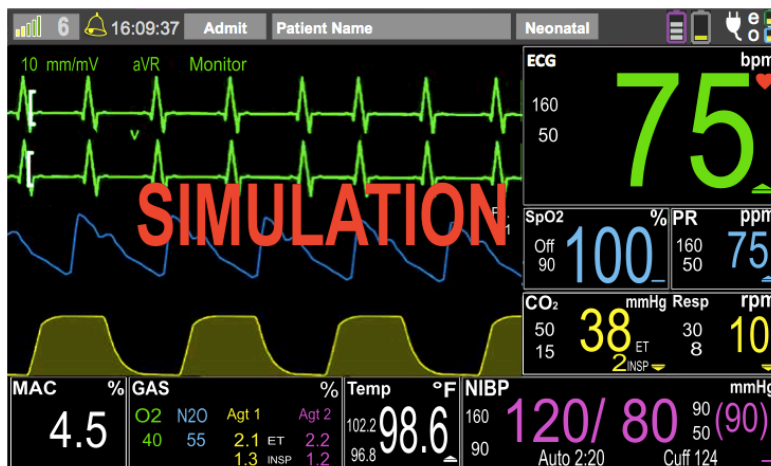 6 16:09:37 Admit Patient Name Neonatal e
o
10 mm/mV aVR Monitor
V
SIMULATION
ECG bpm
160
50
75
SpO2 %
Off
90
100
PR ppm
160
50
75
CO₂ mmHg
50
15
38 ET
2 INSP
Resp rpm
30
8
10
MAC %
4.5
GAS %
O2 N2O Agt 1 Agt 2
40 55 2.1 ET 2.2
1.3 INSP 1.2
Temp °F
102.2
96.8
98.6
NIBP mmHg
160
90
120/ 80
90
50
(90)
Auto 2:20 Cuff 124